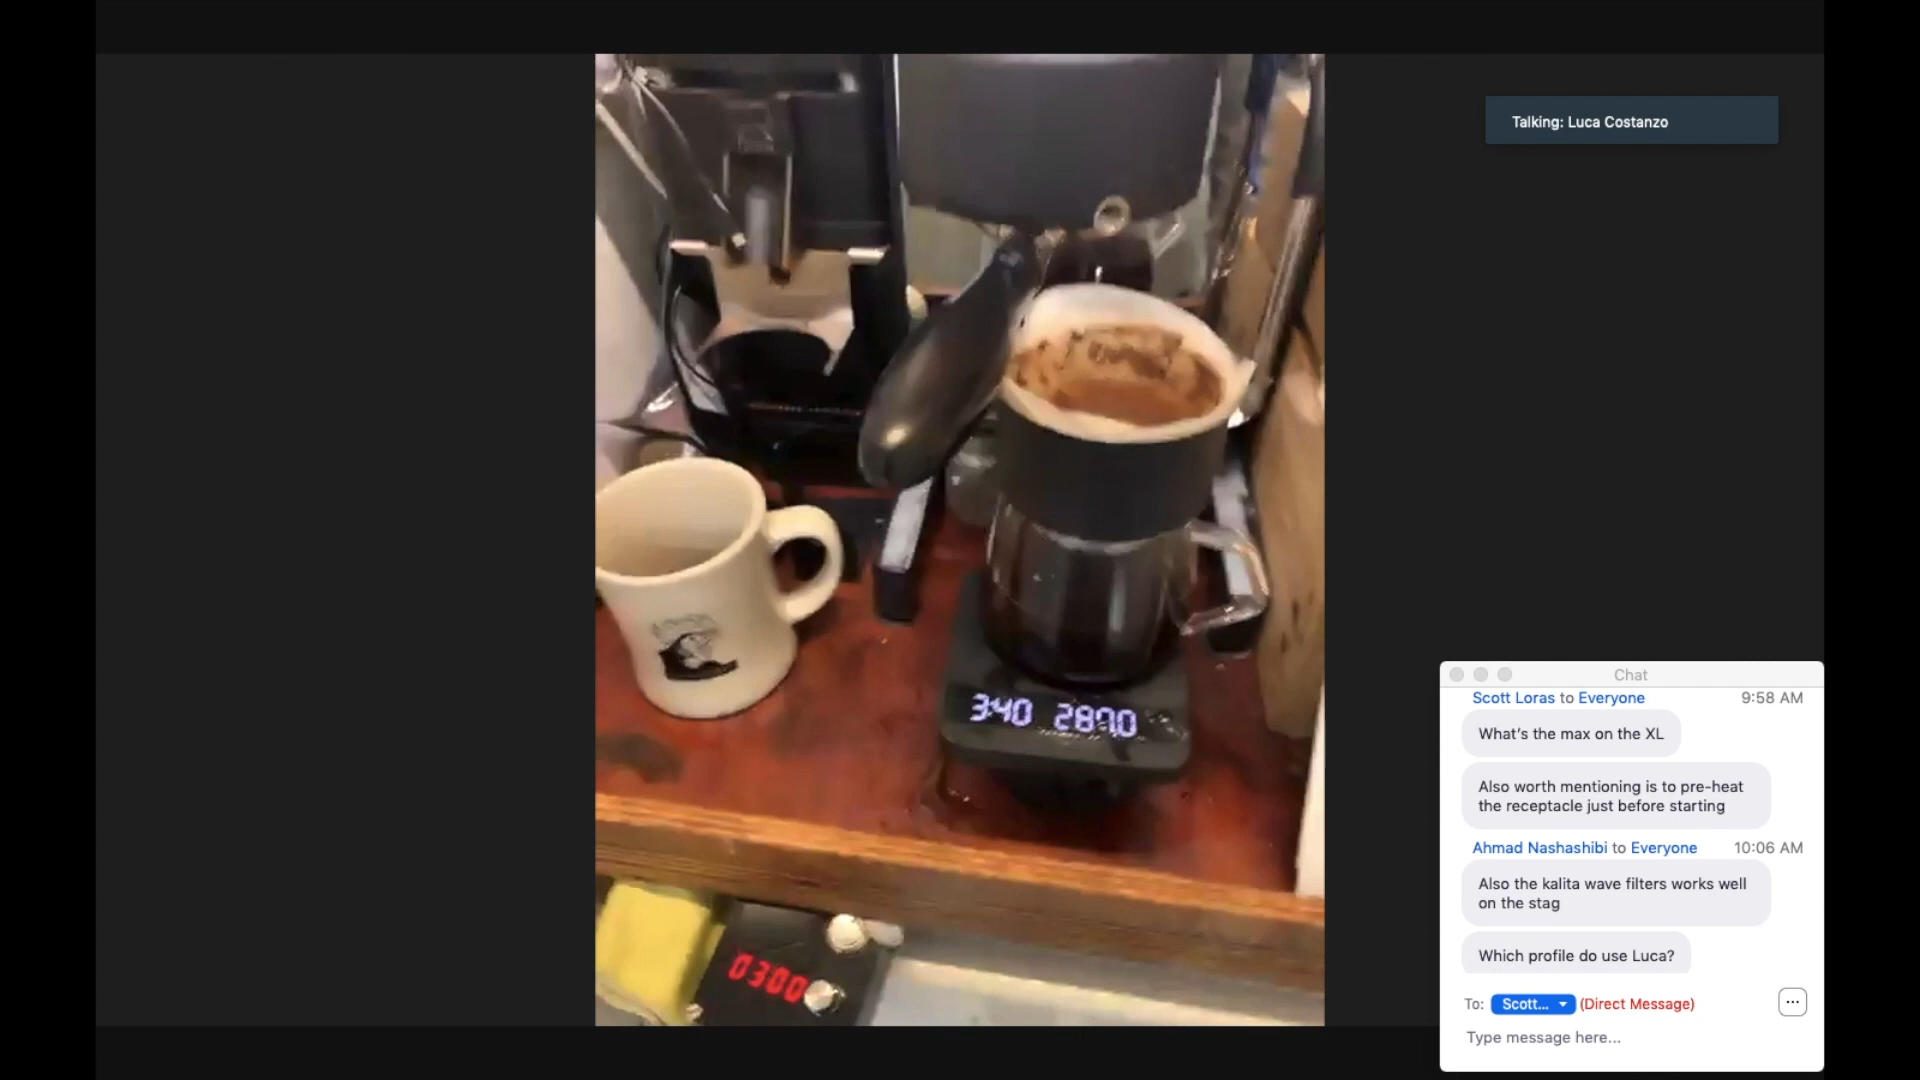 Talking: Luca Costanzo
3:40 287.0
0300
Chat
Scott Loras to Everyone 9:58 AM
What's the max on the XL
Also worth mentioning is to pre-heat
the receptacle just before starting
Ahmad Nashashibi to Everyone 10:06 AM
Also the kalita wave filters works well
on the stag
Which profile do use Luca?
To: Scott... (Direct Message)
Type message here...